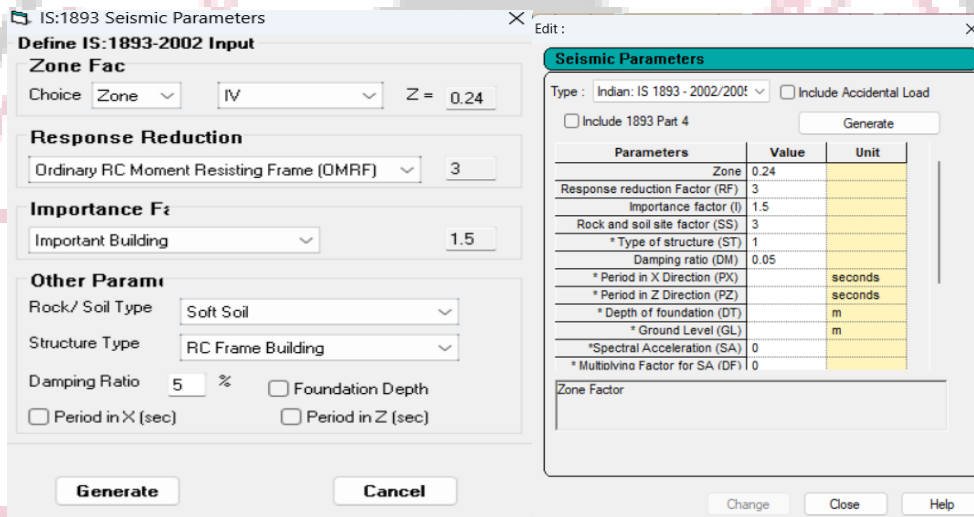 IS:1893 Seismic Parameters
Define IS:1893-2002 Input
Zone Fac
Choice Zone IV Z = 0.24
Response Reduction
Ordinary RC Moment Resisting Frame (OMRF) 3
Importance Fa
Important Building 1.5
Other Parame
Rock/ Soil Type Soft Soil
Structure Type RC Frame Building
Damping Ratio 5 % Foundation Depth
Period in X (sec) Period in Z (sec)
Generate Cancel
Edit :
Seismic Parameters
Type : Indian: IS 1893 - 2002/2005 Include Accidental Load
Include 1893 Part 4 Generate
Parameters Value Unit
Zone 0.24
Response reduction Factor (RF) 3
Importance factor (I) 1.5
Rock and soil site factor (SS) 3
* Type of structure (ST) 1
Damping ratio (DM) 0.05
* Period in X Direction (PX) seconds
* Period in Z Direction (PZ) seconds
* Depth of foundation (DT) m
* Ground Level (GL) m
*Spectral Acceleration (SA) 0
* Multiplying Factor for SA (DF) 0
Zone Factor
Change Close Help